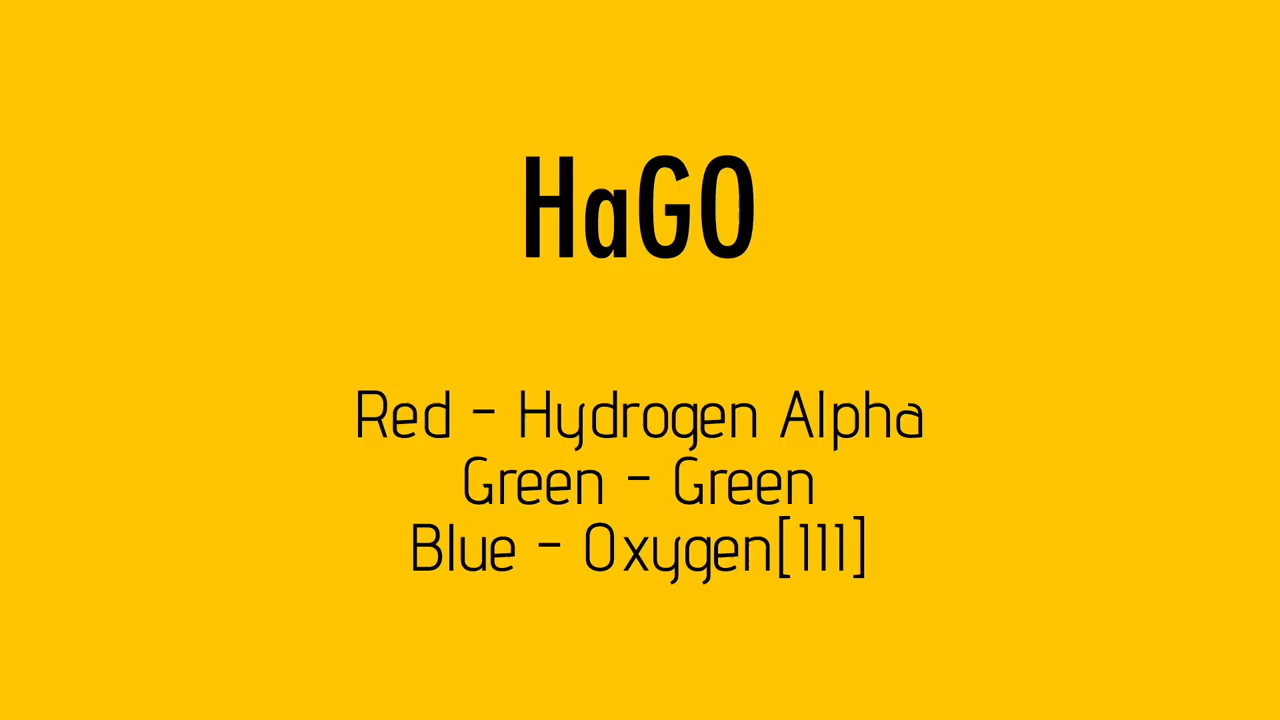 HaGO
Red - Hydrogen Alpha
Green - Green
Blue - Oxygen[111]